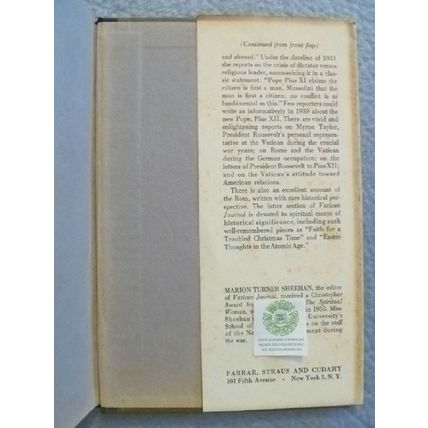 (Continued from front flap)
and abroad." Under the dateline of 1931
she reports on the crisis of dictator versus
religious leader, summarizing it in a clas-
sic statement: "Pope Pius XI claims the
citizen is first a man, Mussolini that the
man is first a citizen; no conflict is as
fundamental as this." Few reporters could
write as informatively in 1939 about the
new Pope, Pius XII. There are vivid and
enlightening reports on Myron Taylor,
President Roosevelt's personal represent-
ative at the Vatican during the crucial
war years; on Rome and the Vatican
during the German occupation; on the
letters of President Roosevelt to Pius XII;
and on the Vatican's attitude toward
American relations.
There is also an excellent account of
the Rota, written with rare historical per-
spective. The latter section of Vatican
Journal is devoted to spiritual essays of
historical significance, including such
well-remembered pieces as "Faith for a
Troubled Christmas Time" and "Easter
Thoughts in the Atomic Age."
MARION TURNER SHEEHAN, the editor
of Vatican Journal, received a Christopher
Award for The Spiritual
Woman, in 1955. Miss
Sheehan University's
School of on the staff
of the Ne ment during
the war.
FARRAR, STRAUS AND CUDAHY
101 Fifth Avenue • New York 3, N. Y.